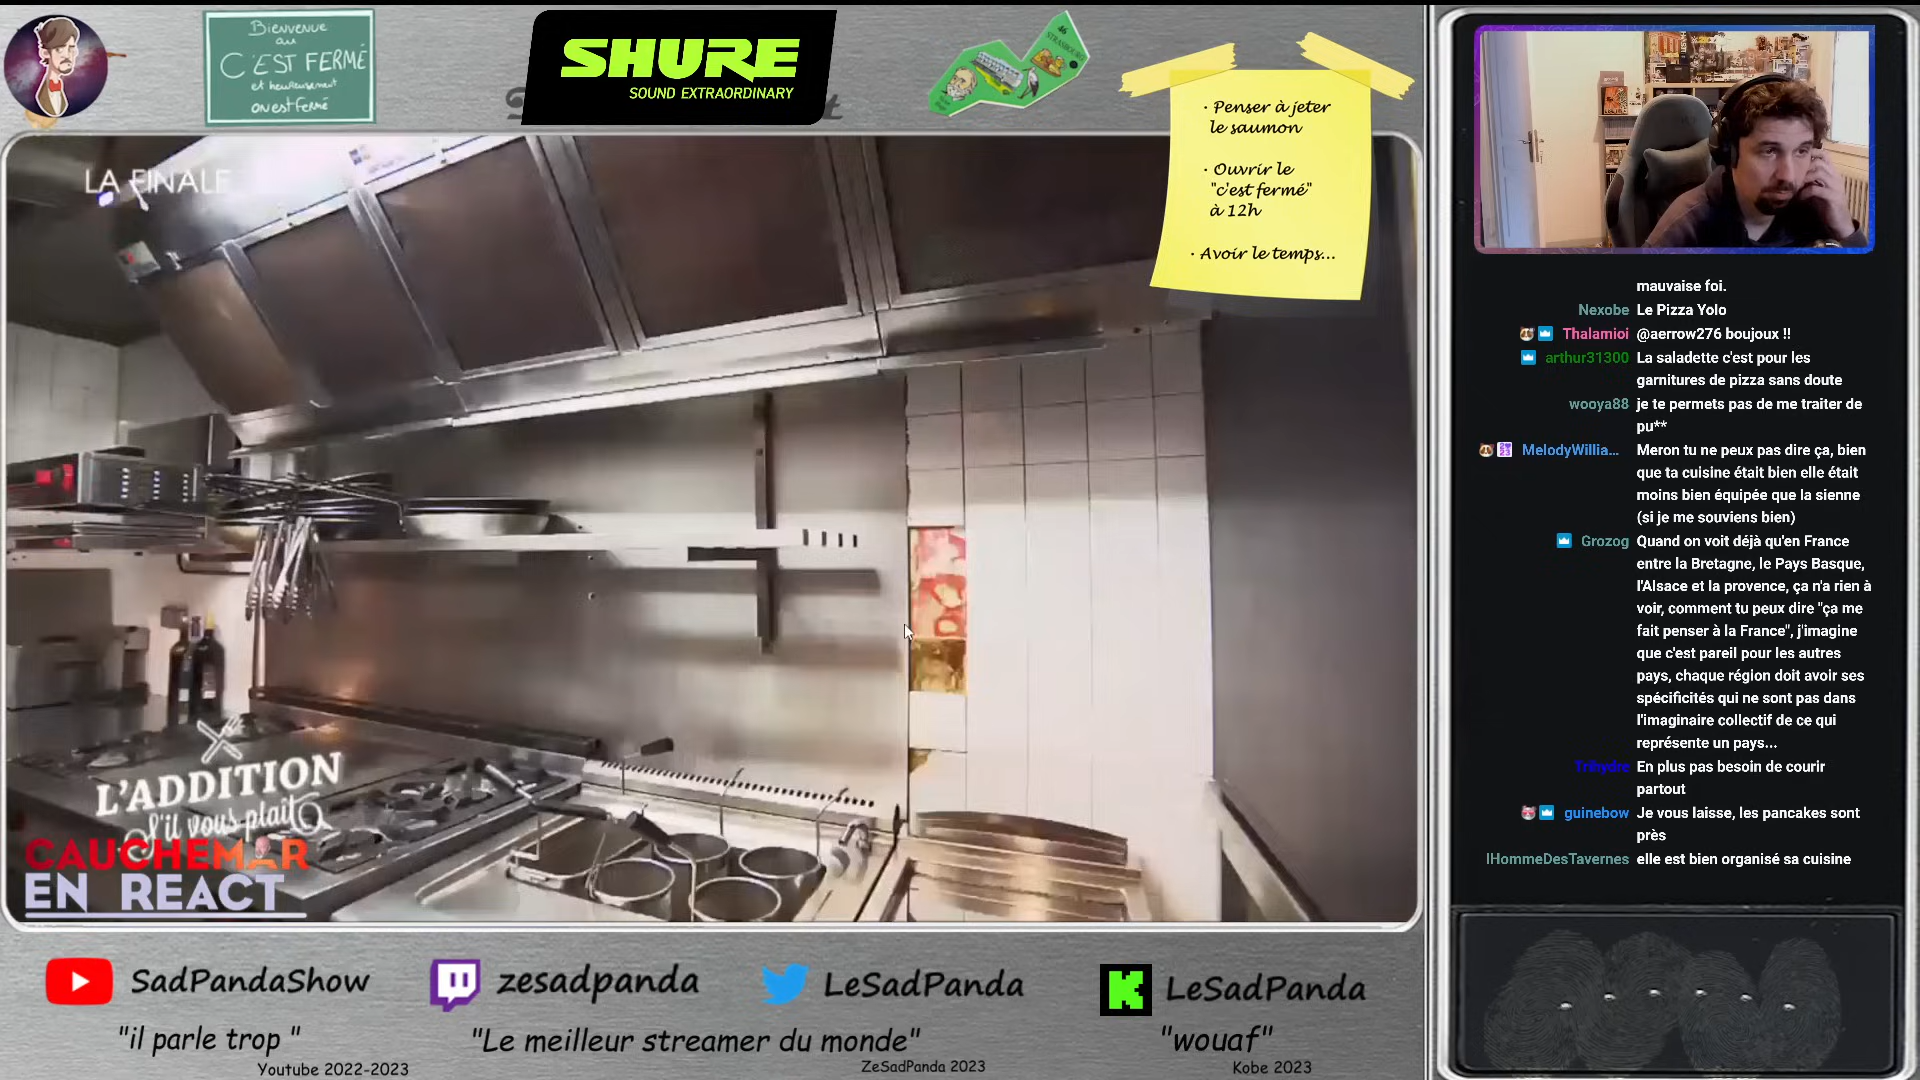 Bienvenue
au
C'EST FERMÉ
et heureusement
on est fermé
SHURE
SOUND EXTRAORDINARY
STRASBOURG
· Penser à jeter
le saumon
· Ouvrir le
"c'est fermé"
à 12h
· Avoir le temps...
LA FINALE
L'ADDITION
s'il vous plaît
CAUCHEMAR
EN REACT
mauvaise foi.
Nexobe Le Pizza Yolo
Thalamioi @aerrow276 boujoux !!
arthur31300 La saladette c'est pour les
garnitures de pizza sans doute
wooya88 je te permets pas de me traiter de
pu**
MelodyWillia... Meron tu ne peux pas dire ça, bien
que ta cuisine était bien elle était
moins bien équipée que la sienne
(si je me souviens bien)
Grozog Quand on voit déjà qu'en France
entre la Bretagne, le Pays Basque,
l'Alsace et la provence, ça n'a rien à
voir, comment tu peux dire "ça me
fait penser à la France", j'imagine
que c'est pareil pour les autres
pays, chaque région doit avoir ses
spécificités qui ne sont pas dans
l'imaginaire collectif de ce qui
représente un pays...
Trihydre En plus pas besoin de courir
partout
guinebow Je vous laisse, les pancakes sont
près
lHommeDesTavernes elle est bien organisé sa cuisine
SadPandaShow
zesadpanda
LeSadPanda
LeSadPanda
"il parle trop "
"Le meilleur streamer du monde"
"wouaf"
Youtube 2022-2023
ZeSadPanda 2023
Kobe 2023